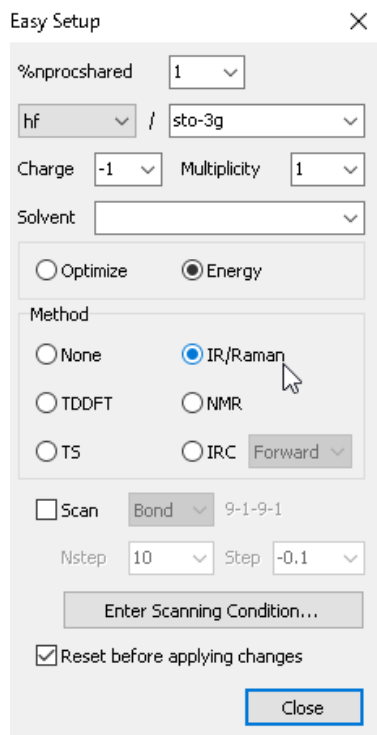 Easy Setup
%nprocshared 1
hf / sto-3g
Charge -1 Multiplicity 1
Solvent
Optimize Energy
Method
None IR/Raman
TDDFT NMR
TS IRC Forward
Scan Bond 9-1-9-1
Nstep 10 Step -0.1
Enter Scanning Condition...
Reset before applying changes
Close